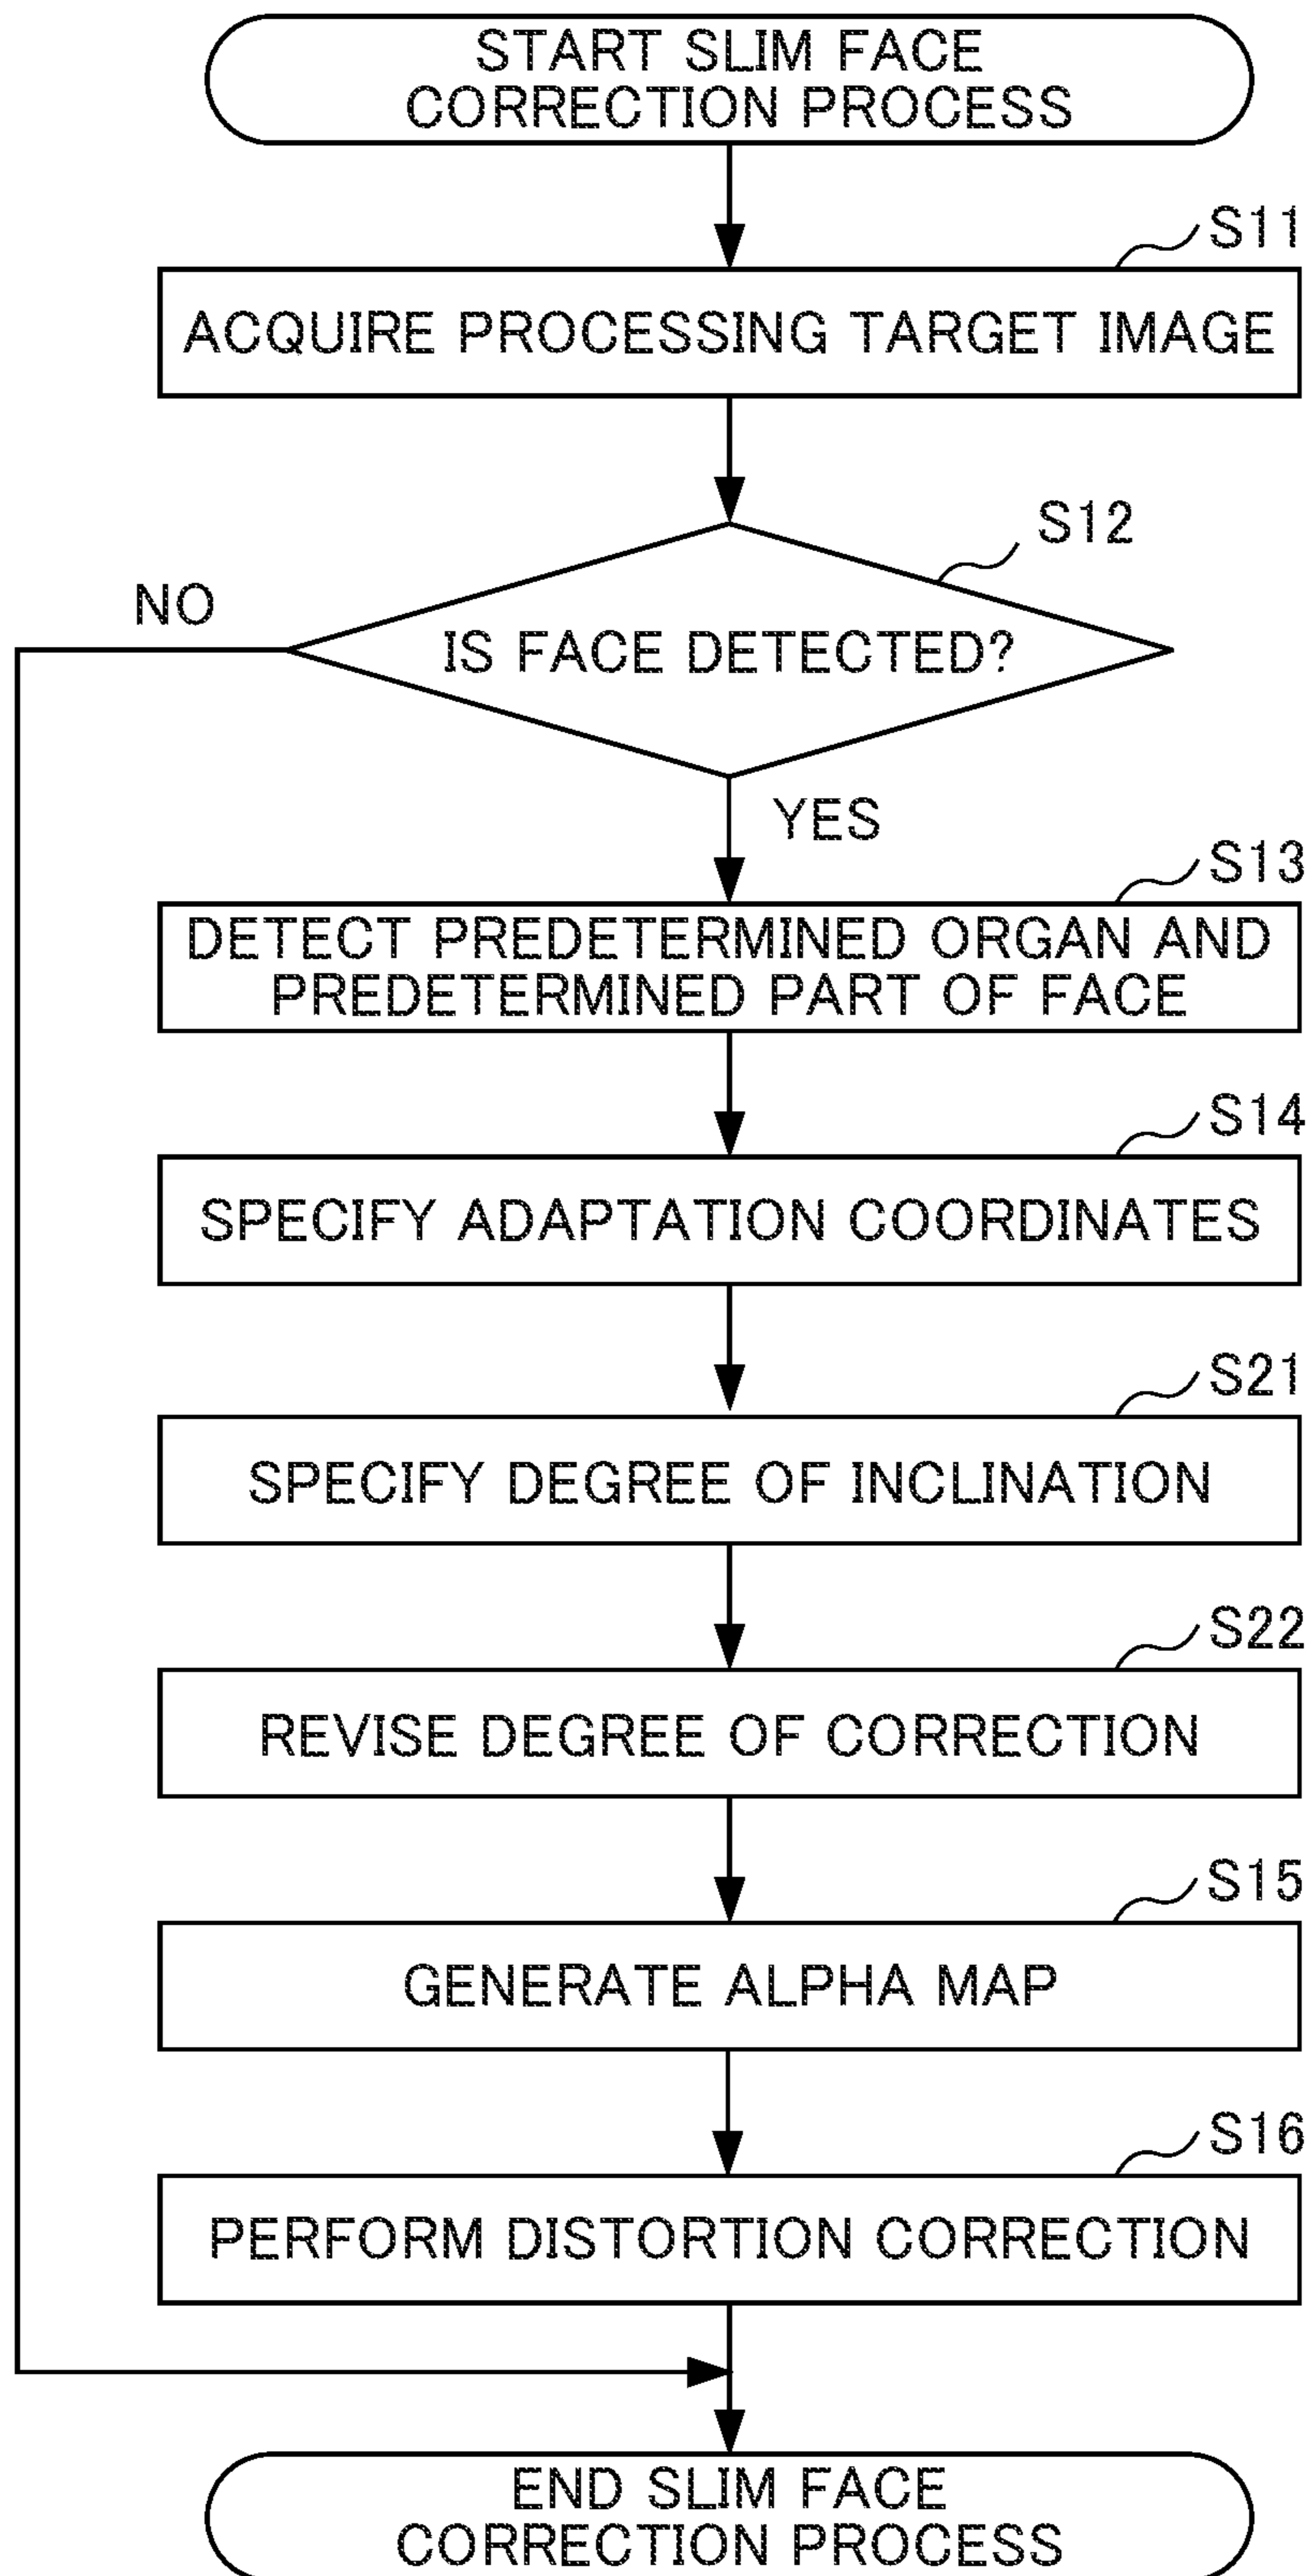 START SLIM FACE
CORRECTION PROCESS
S11
ACQUIRE PROCESSING TARGET IMAGE
S12
NO
IS FACE DETECTED?
YES
S13
DETECT PREDETERMINED ORGAN AND
PREDETERMINED PART OF FACE
S14
SPECIFY ADAPTATION COORDINATES
S21
SPECIFY DEGREE OF INCLINATION
S22
REVISE DEGREE OF CORRECTION
S15
GENERATE ALPHA MAP
S16
PERFORM DISTORTION CORRECTION
END SLIM FACE
CORRECTION PROCESS